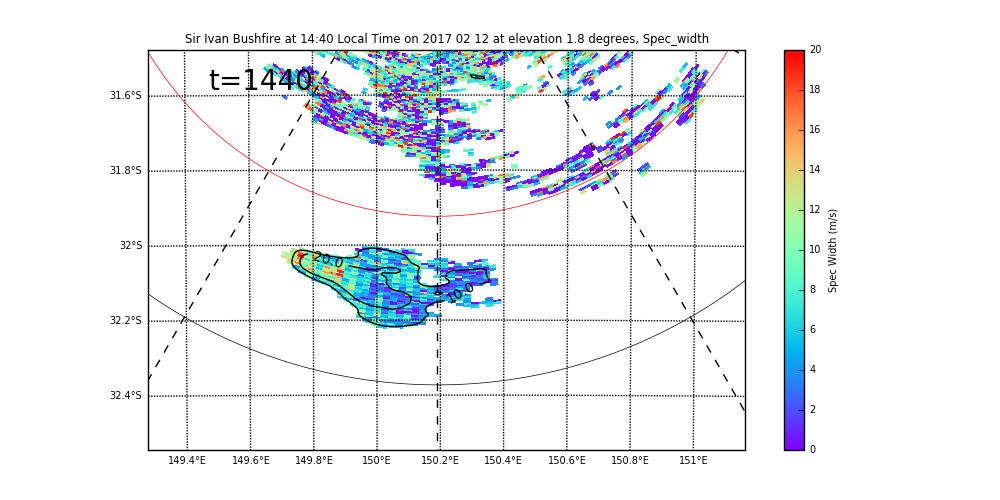 Sir Ivan Bushfire at 14:40 Local Time on 2017 02 12 at elevation 1.8 degrees, Spec_width
t=1440
31.6°S
31.8°S
32°S
32.2°S
32.4°S
20.0
10.0
149.4°E 149.6°E 149.8°E 150°E 150.2°E 150.4°E 150.6°E 150.8°E 151°E
20
18
16
14
12
10
8
6
4
2
0
Spec Width (m/s)